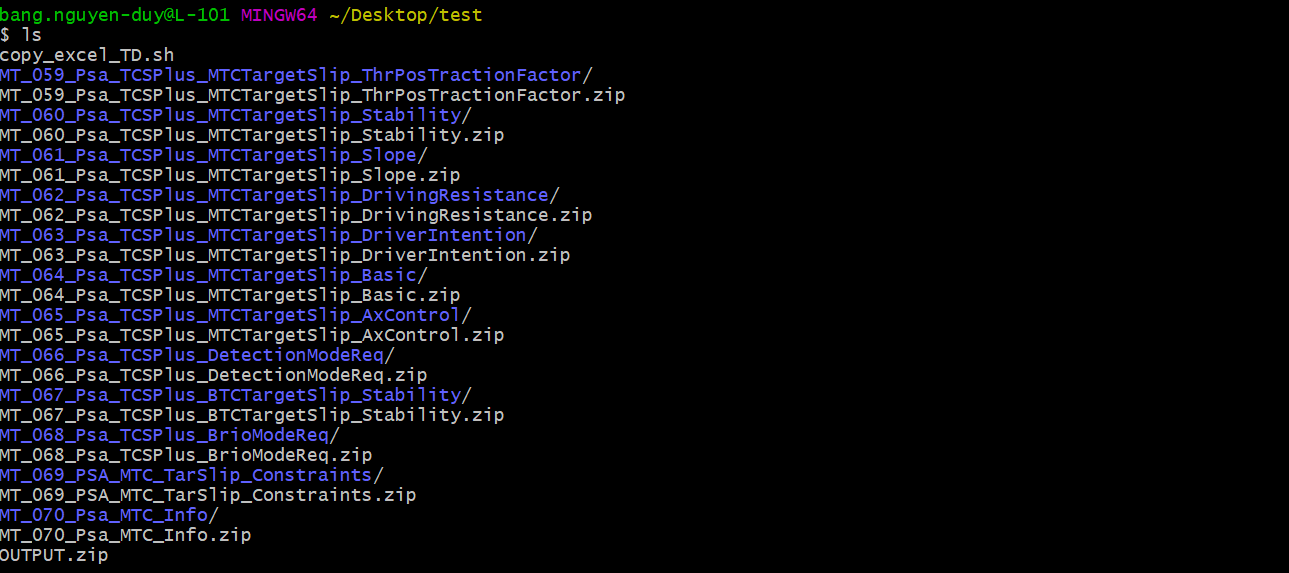 bang.nguyen-duy@L-101 MINGW64 ~/Desktop/test
$ ls
copy_excel_TD.sh
MT_059_Psa_TCSPlus_MTCTargetSlip_ThrPosTractionFactor/
MT_059_Psa_TCSPlus_MTCTargetSlip_ThrPosTractionFactor.zip
MT_060_Psa_TCSPlus_MTCTargetSlip_Stability/
MT_060_Psa_TCSPlus_MTCTargetSlip_Stability.zip
MT_061_Psa_TCSPlus_MTCTargetSlip_Slope/
MT_061_Psa_TCSPlus_MTCTargetSlip_Slope.zip
MT_062_Psa_TCSPlus_MTCTargetSlip_DrivingResistance/
MT_062_Psa_TCSPlus_MTCTargetSlip_DrivingResistance.zip
MT_063_Psa_TCSPlus_MTCTargetSlip_DriverIntention/
MT_063_Psa_TCSPlus_MTCTargetSlip_DriverIntention.zip
MT_064_Psa_TCSPlus_MTCTargetSlip_Basic/
MT_064_Psa_TCSPlus_MTCTargetSlip_Basic.zip
MT_065_Psa_TCSPlus_MTCTargetSlip_AxControl/
MT_065_Psa_TCSPlus_MTCTargetSlip_AxControl.zip
MT_066_Psa_TCSPlus_DetectionModeReq/
MT_066_Psa_TCSPlus_DetectionModeReq.zip
MT_067_Psa_TCSPlus_BTCTargetSlip_Stability/
MT_067_Psa_TCSPlus_BTCTargetSlip_Stability.zip
MT_068_Psa_TCSPlus_BrioModeReq/
MT_068_Psa_TCSPlus_BrioModeReq.zip
MT_069_PSA_MTC_TarSlip_Constraints/
MT_069_PSA_MTC_TarSlip_Constraints.zip
MT_070_Psa_MTC_Info/
MT_070_Psa_MTC_Info.zip
OUTPUT.zip